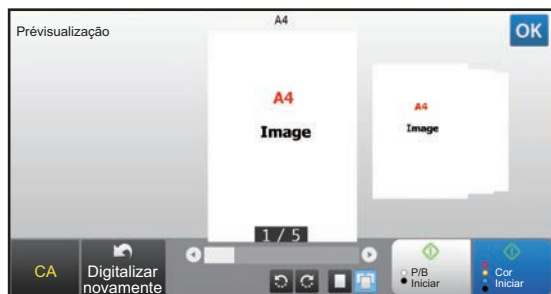 A4
Prévisualização
OK
A4
Image
A4
Image
1 / 5
CA
Digitalizar
novamente
P/B
Iniciar
Cor
Iniciar